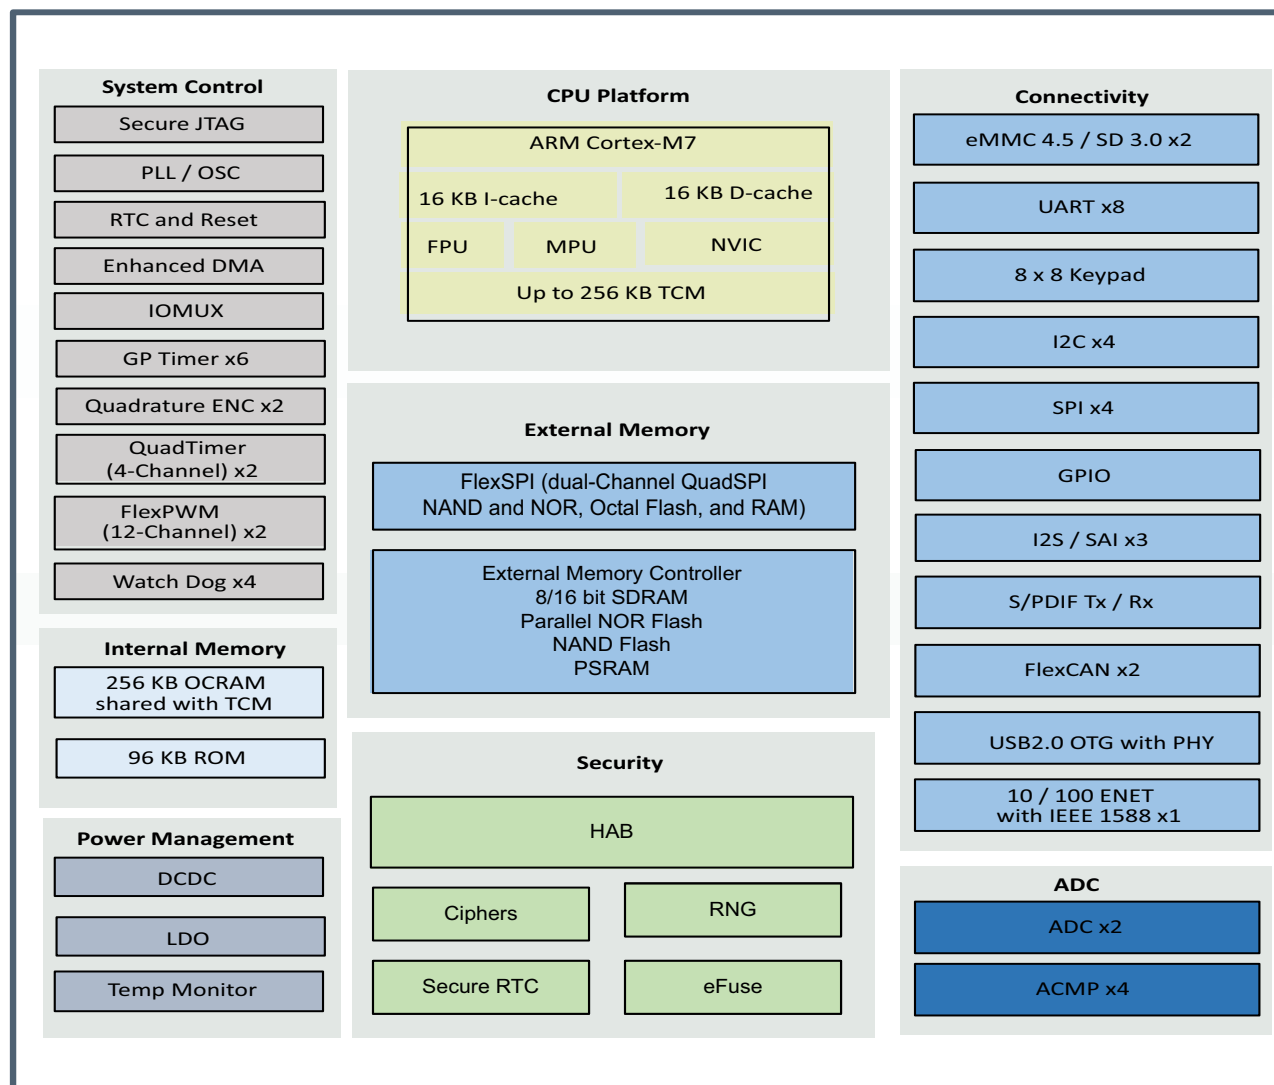 System Control
Secure JTAG
PLL / OSC
RTC and Reset
Enhanced DMA
IOMUX
GP Timer x6
Quadrature ENC x2
QuadTimer
(4-Channel) x2
FlexPWM
(12-Channel) x2
Watch Dog x4
Internal Memory
256 KB OCRAM
shared with TCM
96 KB ROM
Power Management
DCDC
LDO
Temp Monitor
CPU Platform
ARM Cortex-M7
16 KB I-cache
16 KB D-cache
FPU
MPU
NVIC
Up to 256 KB TCM
External Memory
FlexSPI (dual-Channel QuadSPI
NAND and NOR, Octal Flash, and RAM)
External Memory Controller
8/16 bit SDRAM
Parallel NOR Flash
NAND Flash
PSRAM
Security
HAB
Ciphers
RNG
Secure RTC
eFuse
Connectivity
eMMC 4.5 / SD 3.0 x2
UART x8
8 x 8 Keypad
I2C x4
SPI x4
GPIO
I2S / SAI x3
S/PDIF Tx / Rx
FlexCAN x2
USB2.0 OTG with PHY
10 / 100 ENET
with IEEE 1588 x1
ADC
ADC x2
ACMP x4